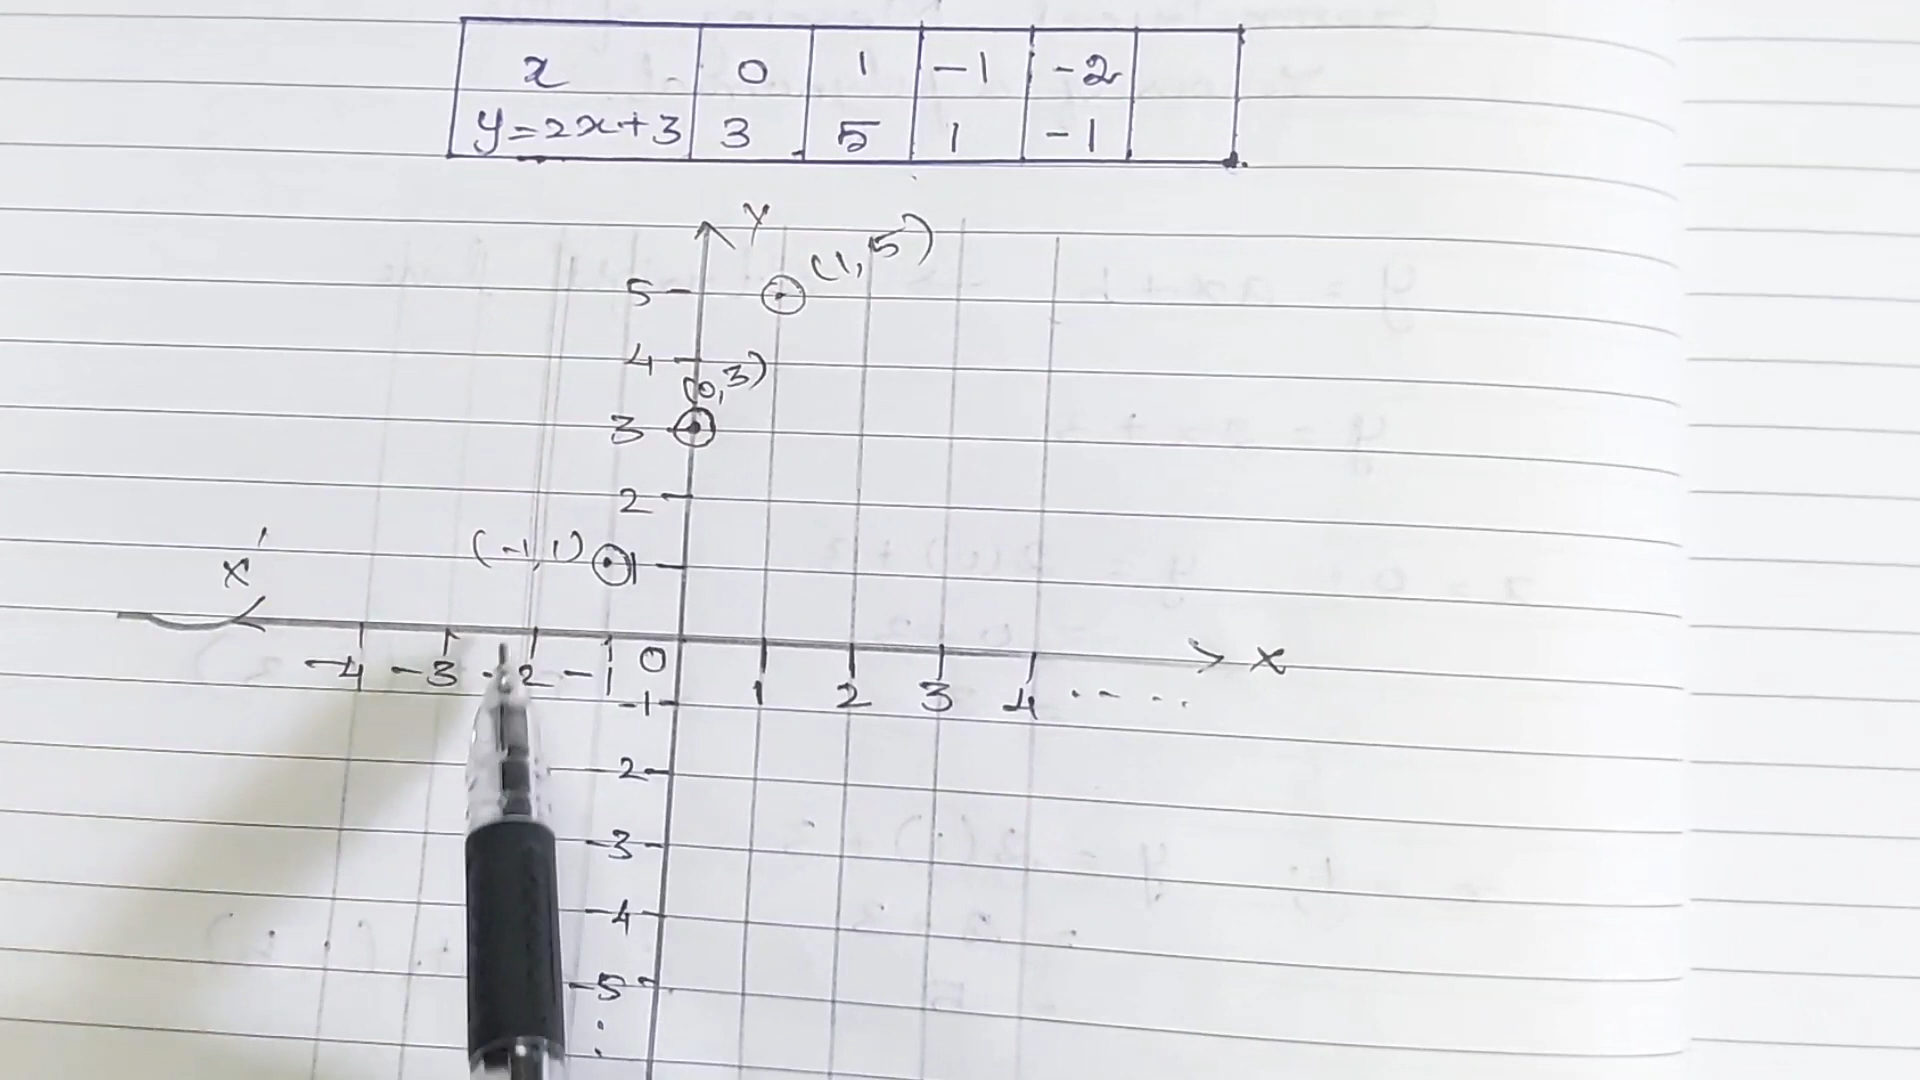 x 0 1 -1 -2
y=2x+3 3 5 1 -1
Y
(1, 5)
5
4
(0, 3)
3
2
(-1, 1) 1
X'
-4 -3 -2 -1 0 1 2 3 4 ..... X
-1
-2
-3
-4
-5